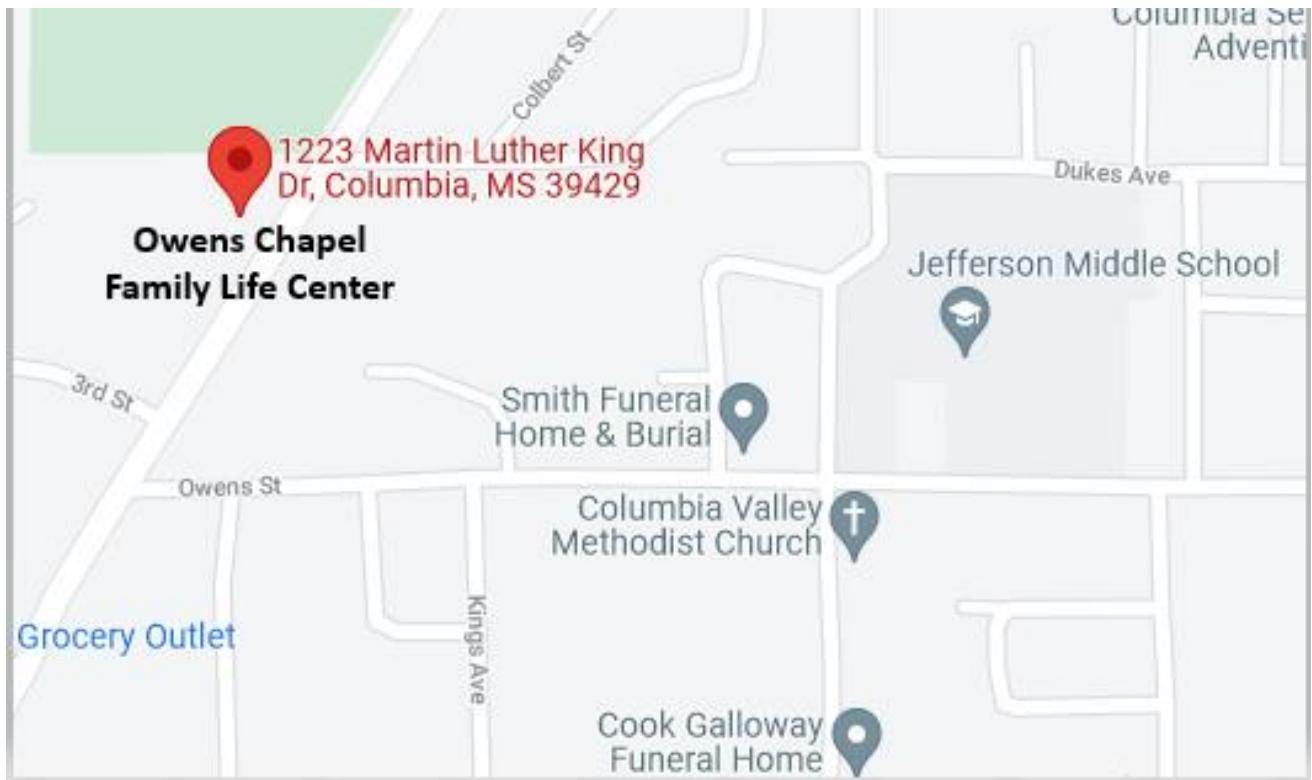 Columbia Se
Adventi
Colbert St
1223 Martin Luther King
Dr, Columbia, MS 39429
Dukes Ave
Owens Chapel
Family Life Center
Jefferson Middle School
3rd St
Smith Funeral
Home & Burial
Owens St
Columbia Valley
Methodist Church
Kings Ave
Grocery Outlet
Cook Galloway
Funeral Home